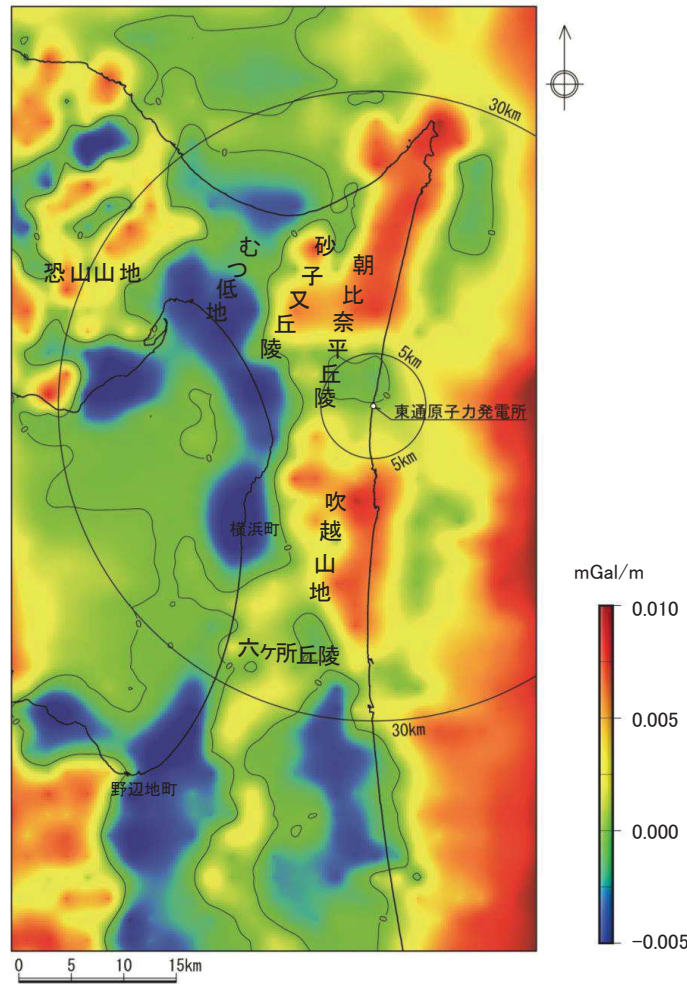 30km
恐山山地
むつ低地
砂子又丘陵
朝比奈平丘陵
5km
東通原子力発電所
5km
横浜町
吹越山地
六ケ所丘陵
30km
野辺地町
mGal/m
0.010
0.005
0.000
-0.005
0 5 10 15km